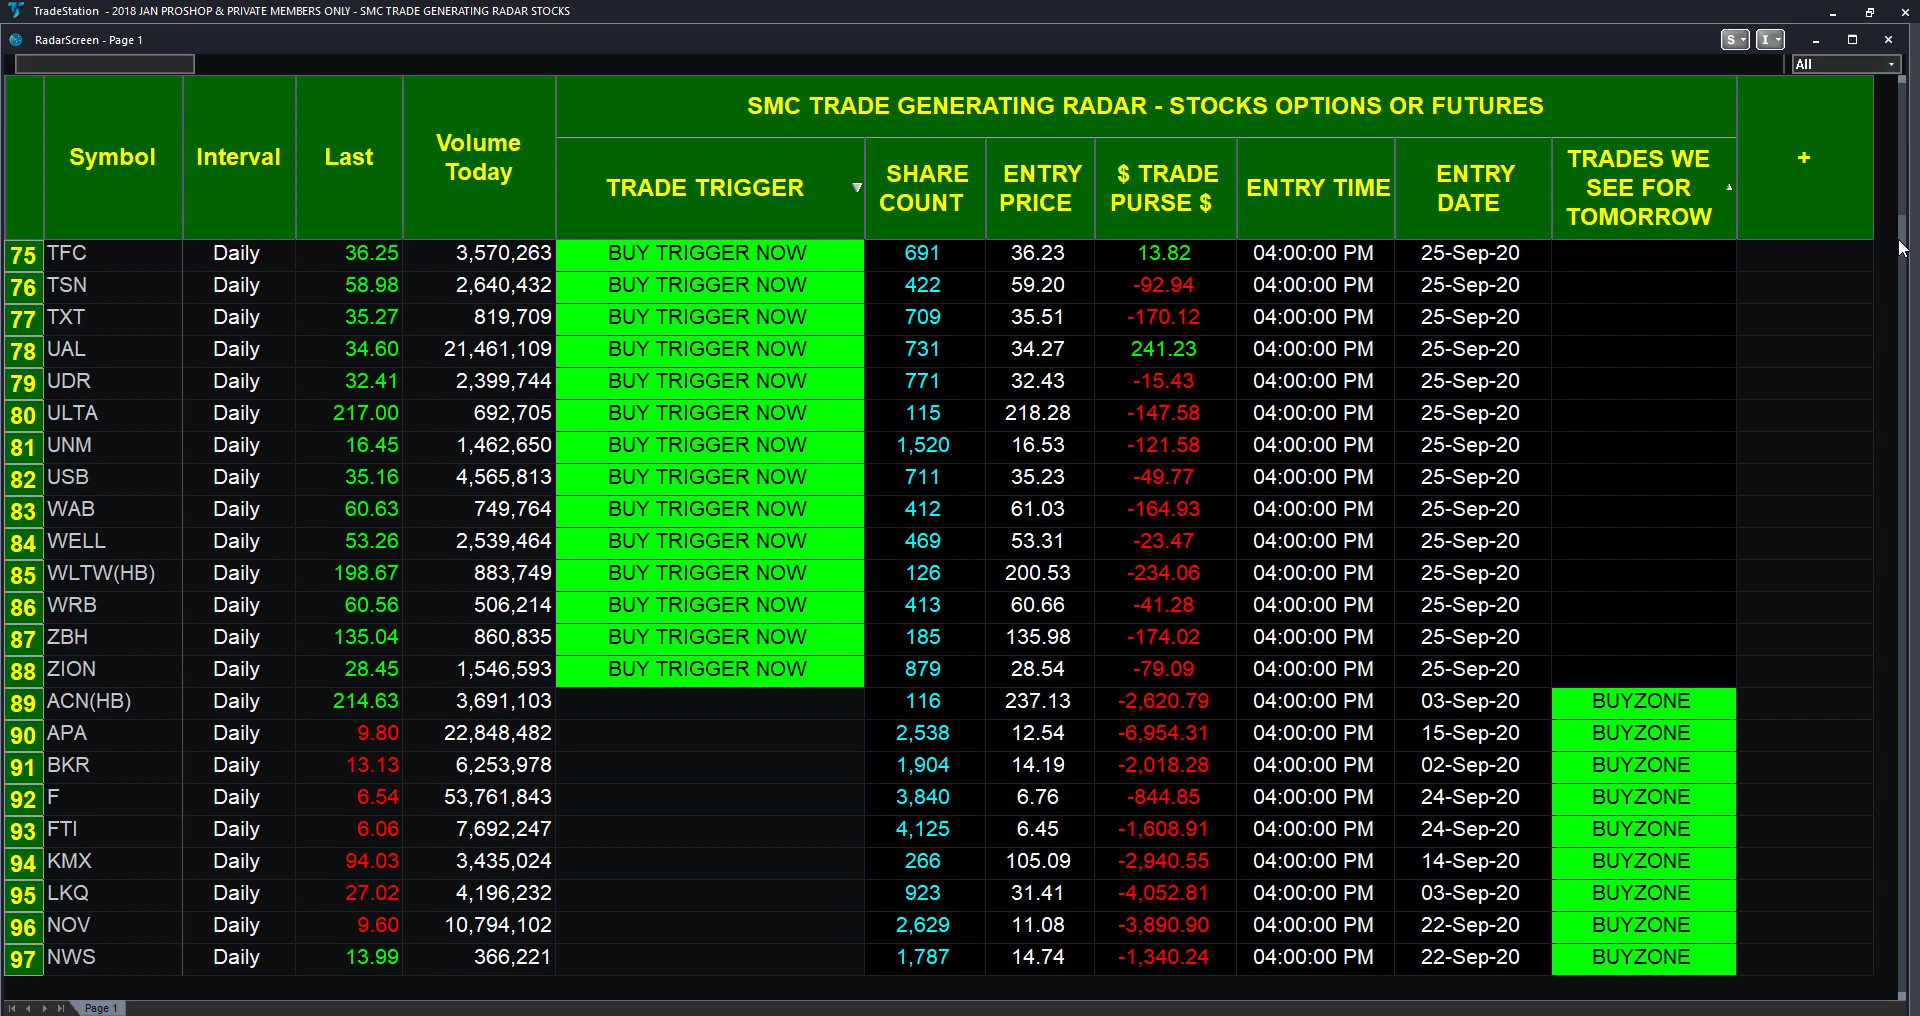 TradeStation - 2018 JAN PROSHOP & PRIVATE MEMBERS ONLY - SMC TRADE GENERATING RADAR STOCKS
RadarScreen - Page 1
S I
All
SMC TRADE GENERATING RADAR - STOCKS OPTIONS OR FUTURES
Symbol Interval Last Volume Today TRADE TRIGGER SHARE COUNT ENTRY PRICE $ TRADE PURSE $ ENTRY TIME ENTRY DATE TRADES WE SEE FOR TOMORROW +
75 TFC Daily 36.25 3,570,263 BUY TRIGGER NOW 691 36.23 13.82 04:00:00 PM 25-Sep-20
76 TSN Daily 58.98 2,640,432 BUY TRIGGER NOW 422 59.20 -92.94 04:00:00 PM 25-Sep-20
77 TXT Daily 35.27 819,709 BUY TRIGGER NOW 709 35.51 -170.12 04:00:00 PM 25-Sep-20
78 UAL Daily 34.60 21,461,109 BUY TRIGGER NOW 731 34.27 241.23 04:00:00 PM 25-Sep-20
79 UDR Daily 32.41 2,399,744 BUY TRIGGER NOW 771 32.43 -15.43 04:00:00 PM 25-Sep-20
80 ULTA Daily 217.00 692,705 BUY TRIGGER NOW 115 218.28 -147.58 04:00:00 PM 25-Sep-20
81 UNM Daily 16.45 1,462,650 BUY TRIGGER NOW 1,520 16.53 -121.58 04:00:00 PM 25-Sep-20
82 USB Daily 35.16 4,565,813 BUY TRIGGER NOW 711 35.23 -49.77 04:00:00 PM 25-Sep-20
83 WAB Daily 60.63 749,764 BUY TRIGGER NOW 412 61.03 -164.93 04:00:00 PM 25-Sep-20
84 WELL Daily 53.26 2,539,464 BUY TRIGGER NOW 469 53.31 -23.47 04:00:00 PM 25-Sep-20
85 WLTW(HB) Daily 198.67 883,749 BUY TRIGGER NOW 126 200.53 -234.06 04:00:00 PM 25-Sep-20
86 WRB Daily 60.56 506,214 BUY TRIGGER NOW 413 60.66 -41.28 04:00:00 PM 25-Sep-20
87 ZBH Daily 135.04 860,835 BUY TRIGGER NOW 185 135.98 -174.02 04:00:00 PM 25-Sep-20
88 ZION Daily 28.45 1,546,593 BUY TRIGGER NOW 879 28.54 -79.09 04:00:00 PM 25-Sep-20
89 ACN(HB) Daily 214.63 3,691,103 116 237.13 -2,620.79 04:00:00 PM 03-Sep-20 BUYZONE
90 APA Daily 9.80 22,848,482 2,538 12.54 -6,954.31 04:00:00 PM 15-Sep-20 BUYZONE
91 BKR Daily 13.13 6,253,978 1,904 14.19 -2,018.28 04:00:00 PM 02-Sep-20 BUYZONE
92 F Daily 6.54 53,761,843 3,840 6.76 -844.85 04:00:00 PM 24-Sep-20 BUYZONE
93 FTI Daily 6.06 7,692,247 4,125 6.45 -1,608.91 04:00:00 PM 24-Sep-20 BUYZONE
94 KMX Daily 94.03 3,435,024 266 105.09 -2,940.55 04:00:00 PM 14-Sep-20 BUYZONE
95 LKQ Daily 27.02 4,196,232 923 31.41 -4,052.81 04:00:00 PM 03-Sep-20 BUYZONE
96 NOV Daily 9.60 10,794,102 2,629 11.08 -3,890.90 04:00:00 PM 22-Sep-20 BUYZONE
97 NWS Daily 13.99 366,221 1,787 14.74 -1,340.24 04:00:00 PM 22-Sep-20 BUYZONE
Page 1